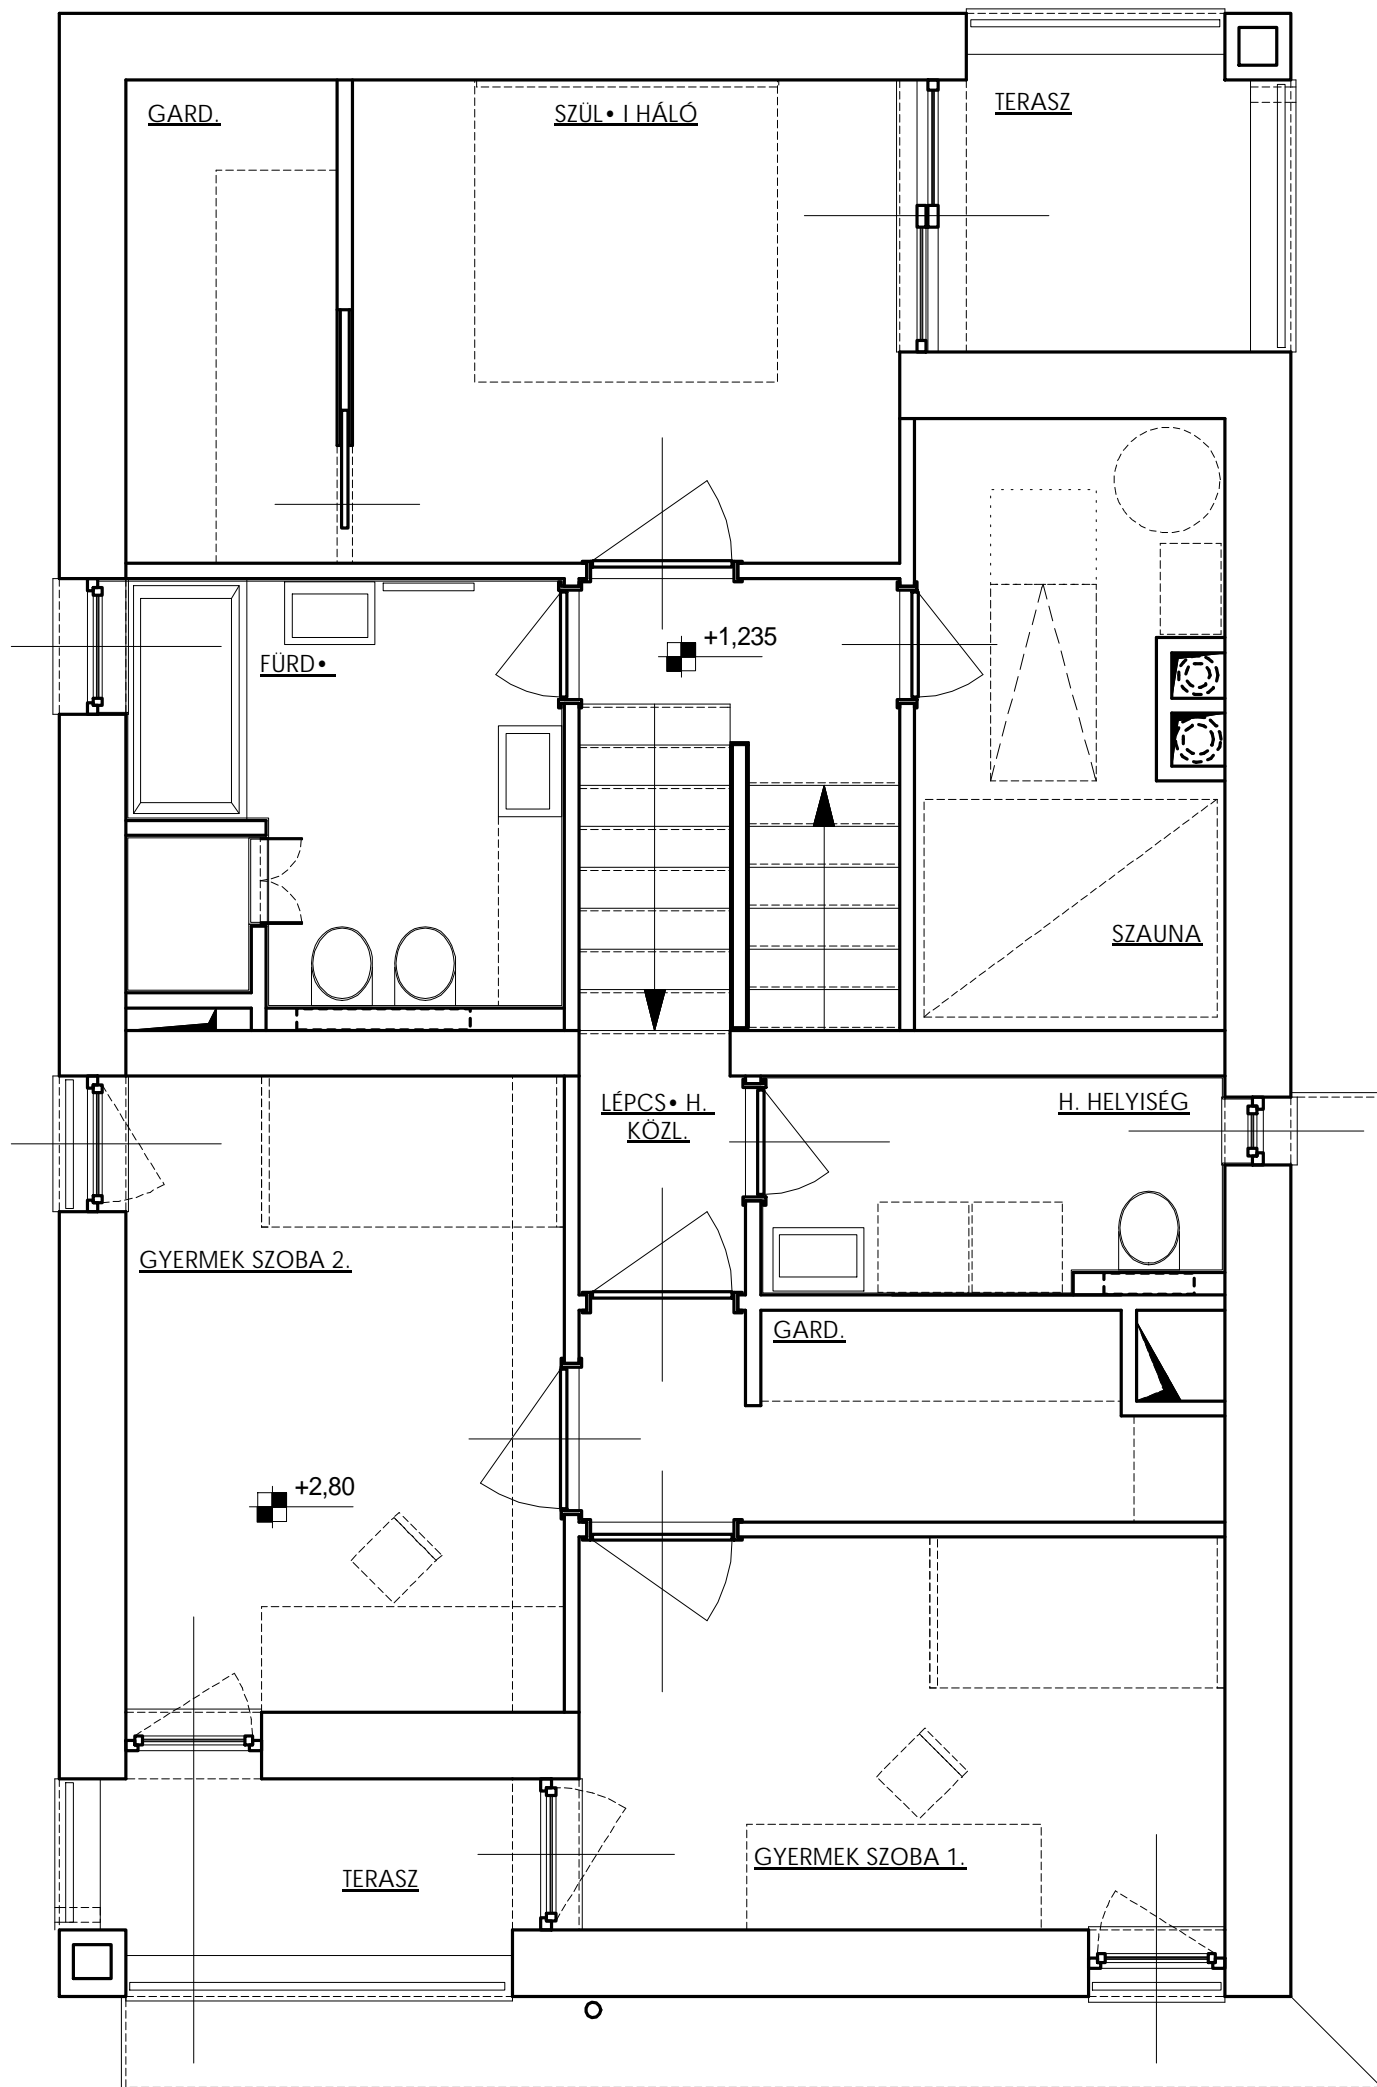 GARD.
SZÜL• I HÁLÓ
TERASZ
+1,235
FÜRD•
SZAUNA
LÉPCS• H.
KÖZL.
H. HELYISÉG
GYERMEK SZOBA 2.
GARD.
+2,80
GYERMEK SZOBA 1.
TERASZ